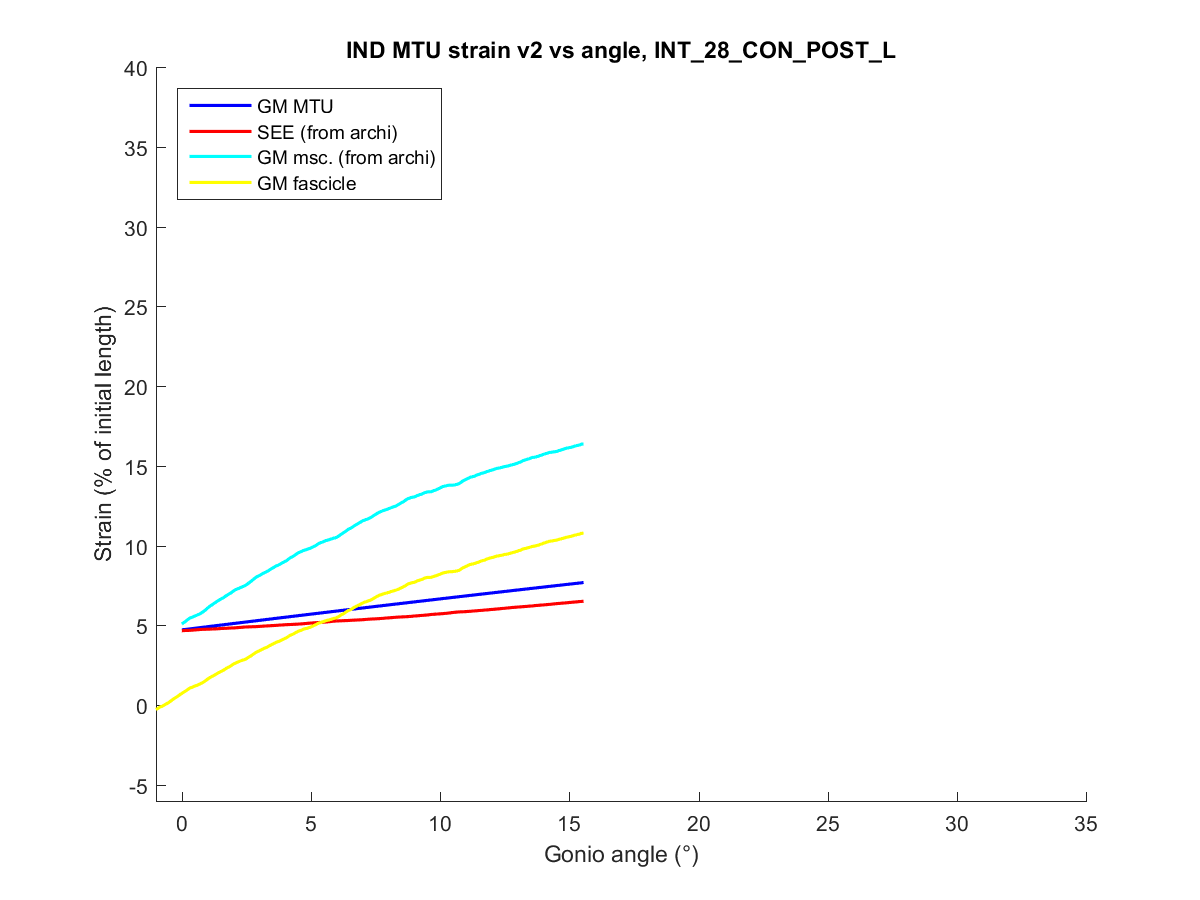 IND MTU strain v2 vs angle, INT_28_CON_POST_L
GM MTU
SEE (from archi)
GM msc. (from archi)
GM fascicle
Strain (% of initial length)
40
35
30
25
20
15
10
5
0
-5
0 5 10 15 20 25 30 35
Gonio angle (°)